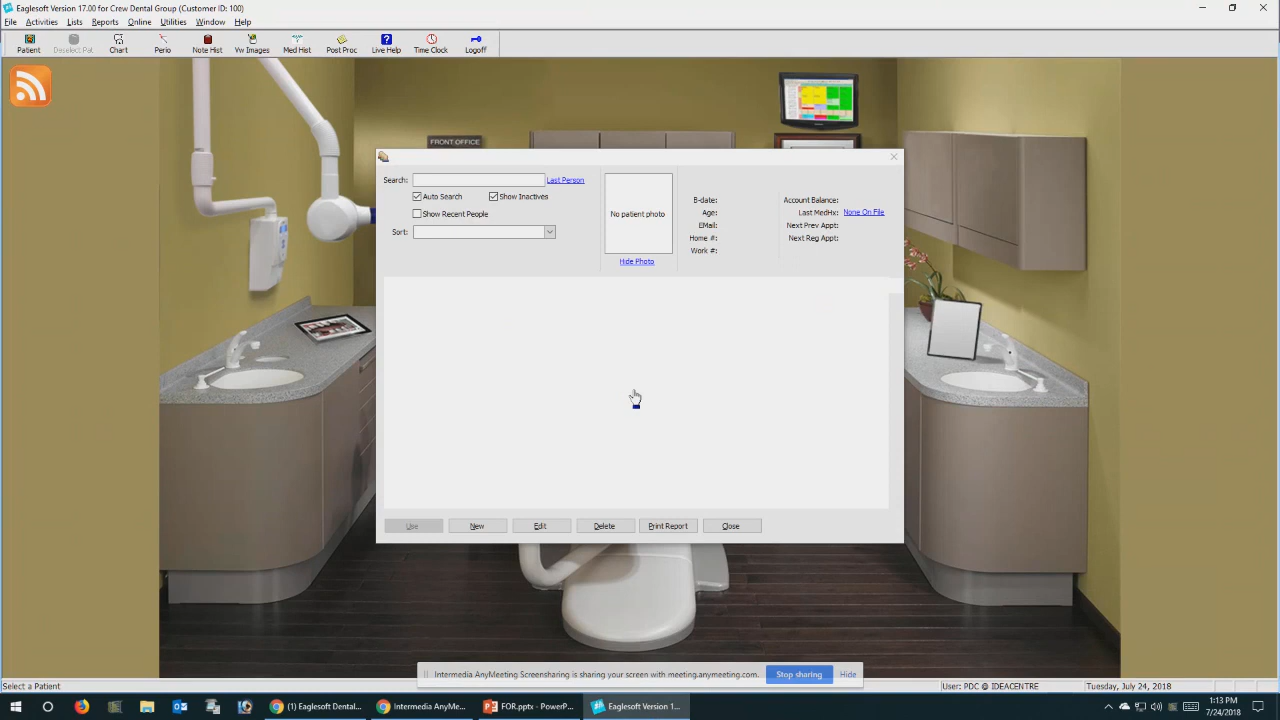 Eaglesoft Version 17.00 for Crew Dental Group (Customer ID: 100)
File Activities Lists Reports Online Utilities Window Help
Patient Deselect Pat Chart Perio Note Hist Vw Images Med Hist Post Proc Live Help Time Clock Logoff
FRONT OFFICE
Search: Last Person
Auto Search Show Inactives
Show Recent People
Sort:
No patient photo
Hide Photo
B-date:
Age:
EMail:
Home #:
Work #:
Account Balance:
Last MedHx: None On File
Next Prev Appt:
Next Reg Appt:
Use New Edit Delete Print Report Close
Intermedia AnyMeeting Screensharing is sharing your screen with meeting.anymeeting.com. Stop sharing Hide
Select a Patient User: PDC @ IDEACENTRE Tuesday, July 24, 2018
(1) Eaglesoft Dental... Intermedia AnyMe... FOR.pptx - PowerP... Eaglesoft Version 1... 1:13 PM
7/24/2018